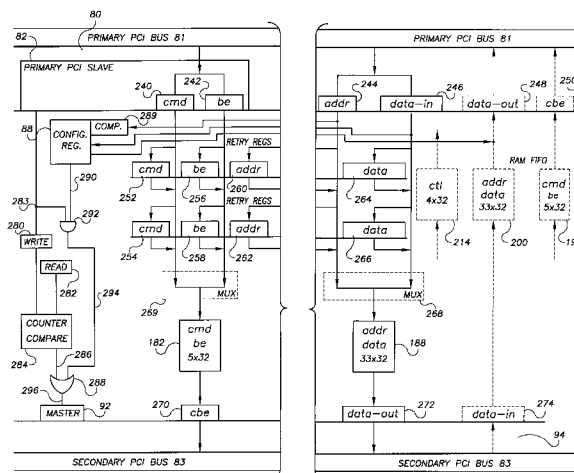 80
82
PRIMARY PCI BUS 81
PRIMARY PCI BUS 81
PRIMARY PCI SLAVE
240
242
244
246
248
250
cmd
be
addr
data-in
data-out
cbe
88
COMP.
289
CONFIG.
REG.
RETRY REGS
RAM FIFO
290
cmd
be
addr
data
252
256
260
264
ctl
4x32
addr
data
33x32
cmd
be
5x32
283
292
RETRY REGS
214
200
19
280
WRITE
cmd
be
addr
data
254
258
262
266
READ
282
294
269
MUX
MUX
268
COUNTER
COMPARE
284
286
182
cmd
be
5x32
addr
data
33x32
188
288
296
MASTER
92
270
cbe
data-out
272
data-in
274
94
SECONDARY PCI BUS 83
SECONDARY PCI BUS 83